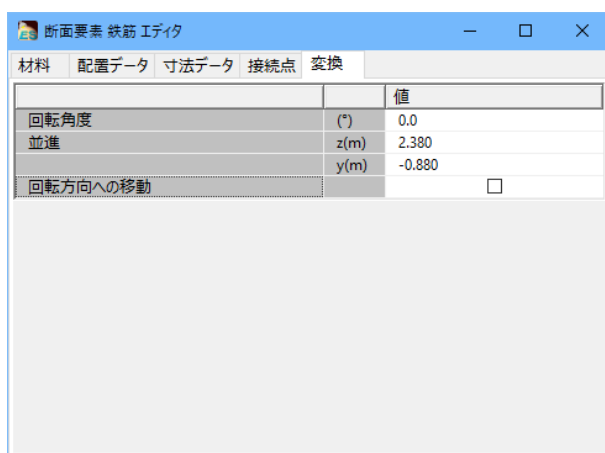 断面要素 鉄筋 エディタ
材料 配置データ 寸法データ 接続点 変換
値
回転角度 (°) 0.0
並進 z(m) 2.380
y(m) -0.880
回転方向への移動